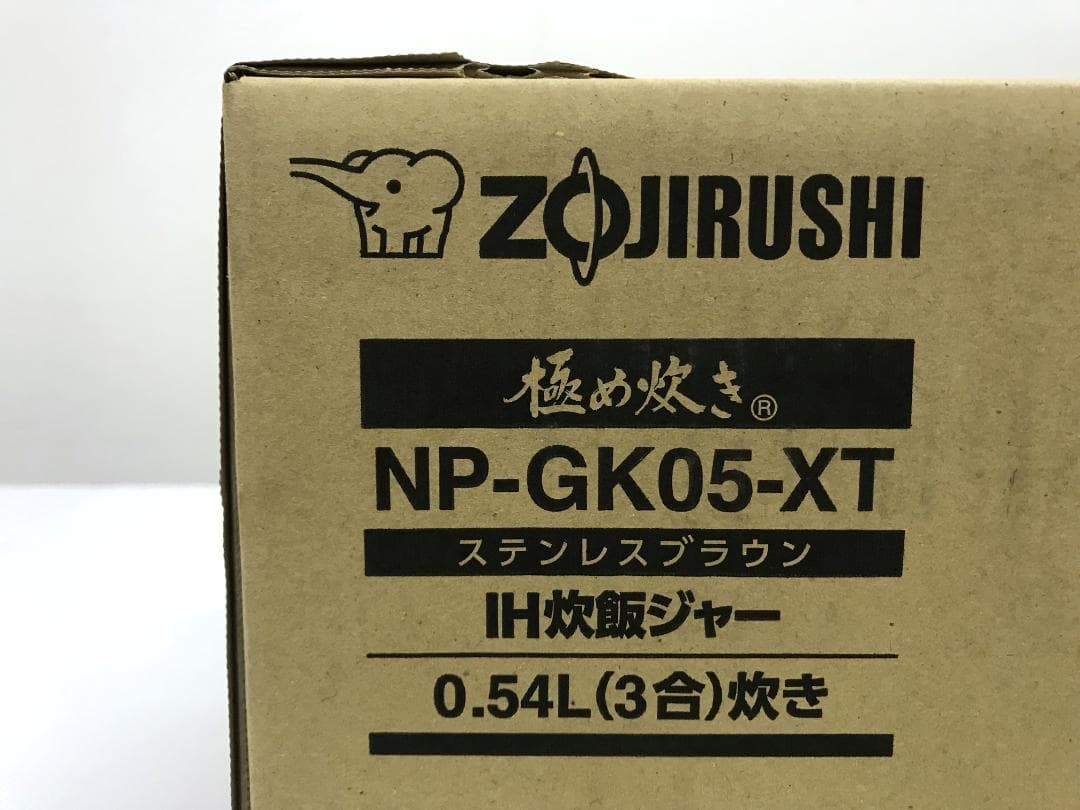 ZOJIRUSHI
極め炊き®
NP-GK05-XT
ステンレスブラウン
IH炊飯ジャー
0.54L(3合)炊き